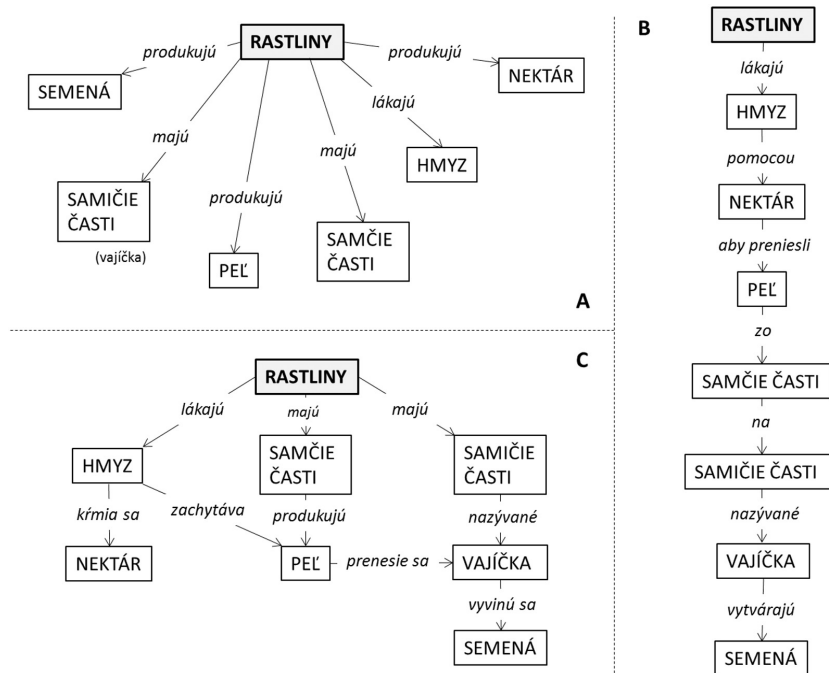 RASTLINY
produkujú
produkujú
SEMENÁ
NEKTÁR
majú
lákajú
majú
HMYZ
SAMIČIE
ČASTI
(vajíčka)
produkujú
PEĽ
SAMČIE
ČASTI
A
B
RASTLINY
lákajú
HMYZ
pomocou
NEKTÁR
aby preniesli
PEĽ
zo
SAMČIE ČASTI
na
SAMIČIE ČASTI
nazývané
VAJÍČKA
vytvárajú
SEMENÁ
C
RASTLINY
lákajú
majú
majú
HMYZ
SAMČIE
ČASTI
SAMIČIE
ČASTI
kŕmia sa
zachytáva
produkujú
nazývané
NEKTÁR
PEĽ
prenesie sa
VAJÍČKA
vyvinú sa
SEMENÁ